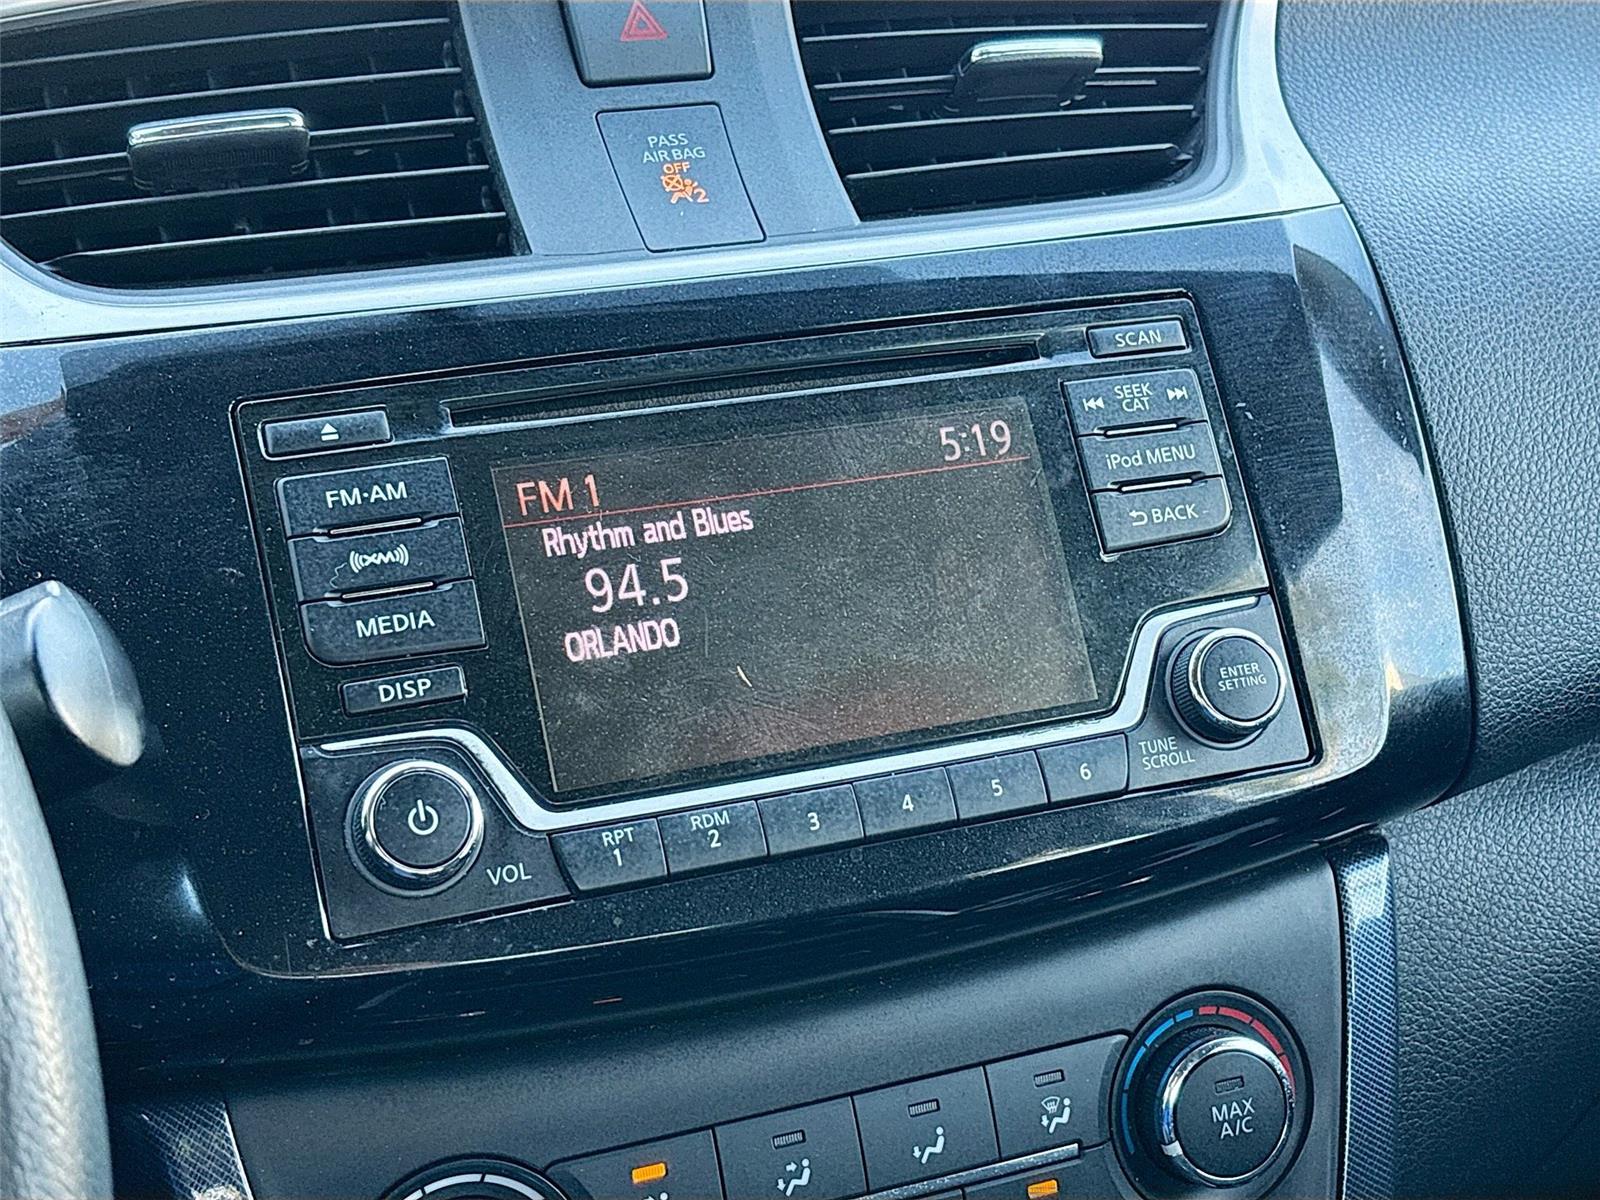 PASS
AIR BAG
OFF
2
SCAN
SEEK
CAT
FM·AM
5:19
FM 1
iPod MENU
Rhythm and Blues
((XM))
BACK
94.5
MEDIA
ORLANDO
DISP
ENTER
SETTING
TUNE
SCROLL
VOL
RPT
1
RDM
2
3
4
5
6
MAX
A/C